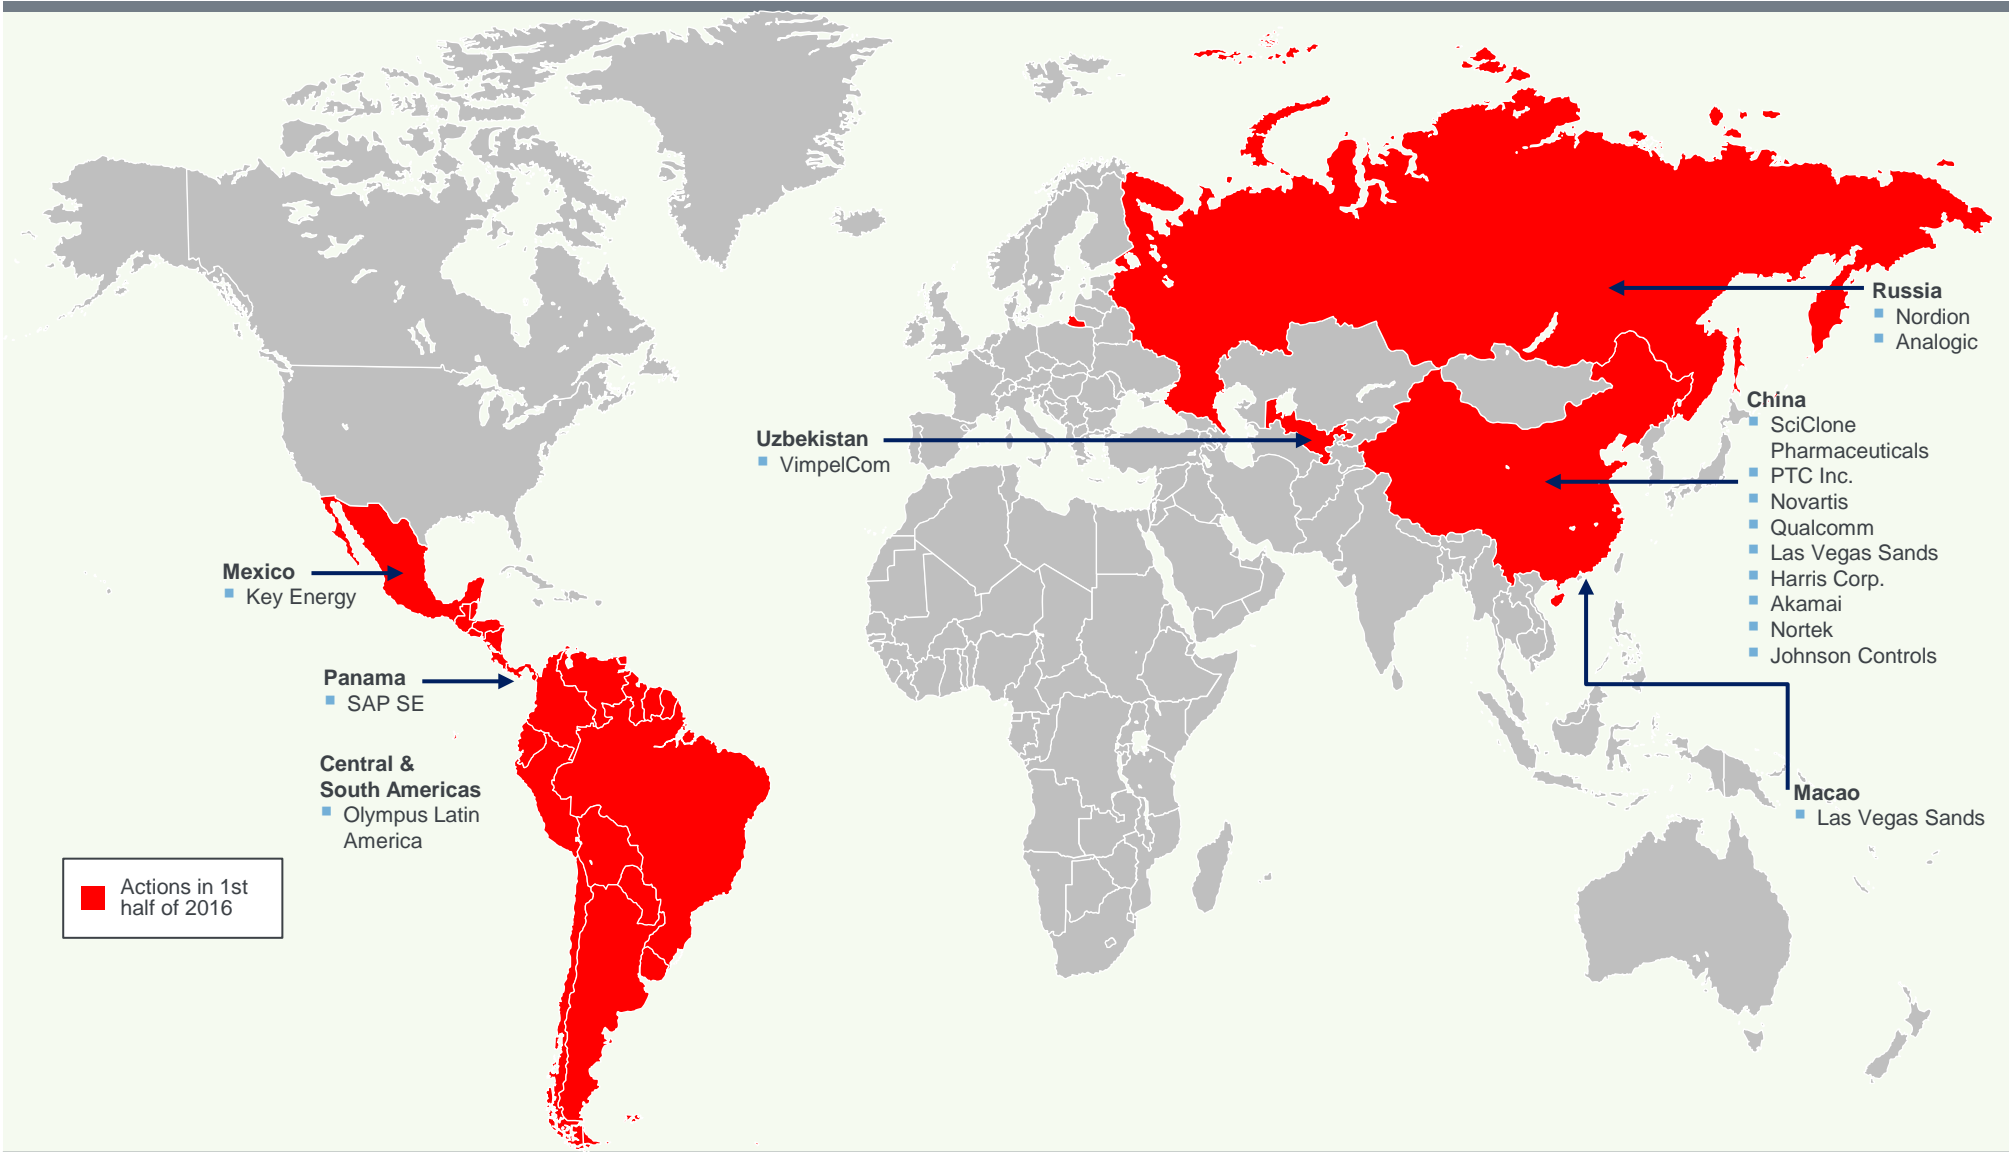 Russia
Nordion
Analogic
China
SciClone
Pharmaceuticals
PTC Inc.
Novartis
Qualcomm
Las Vegas Sands
Harris Corp.
Akamai
Nortek
Johnson Controls
Uzbekistan
VimpelCom
Mexico
Key Energy
Panama
SAP SE
Central &
South Americas
Olympus Latin
America
Macao
Las Vegas Sands
Actions in 1st
half of 2016